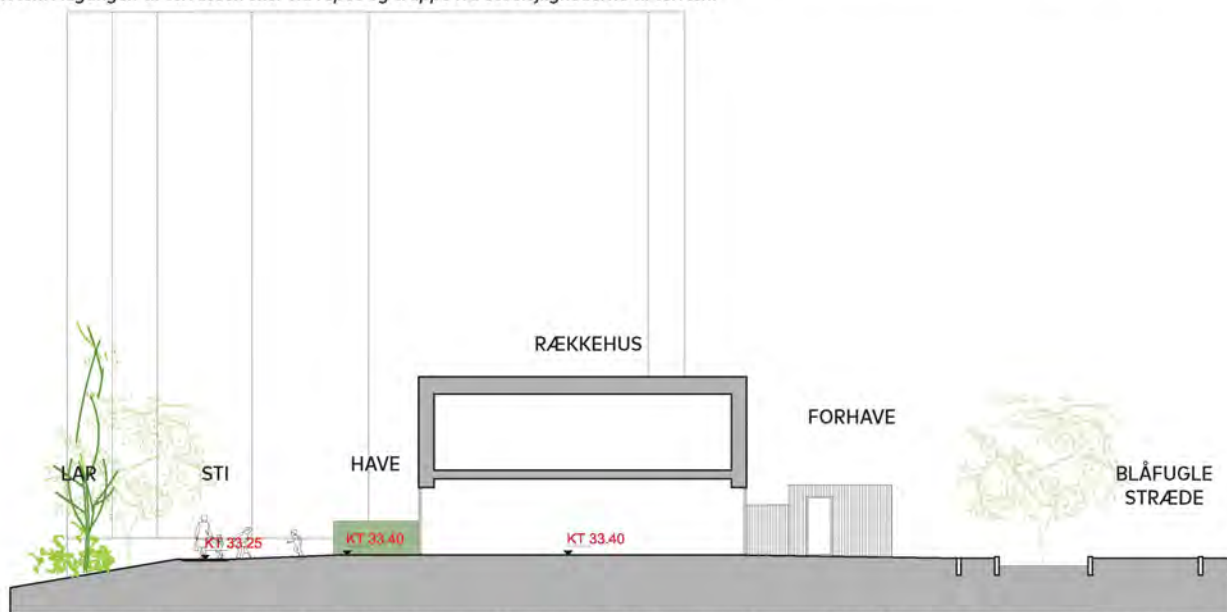 RÆKKEHUS
FORHAVE
HAVE
LAR
STI
BLÅFUGLE
STRÆDE
KT 33.25
KT 33.40
KT 33.40